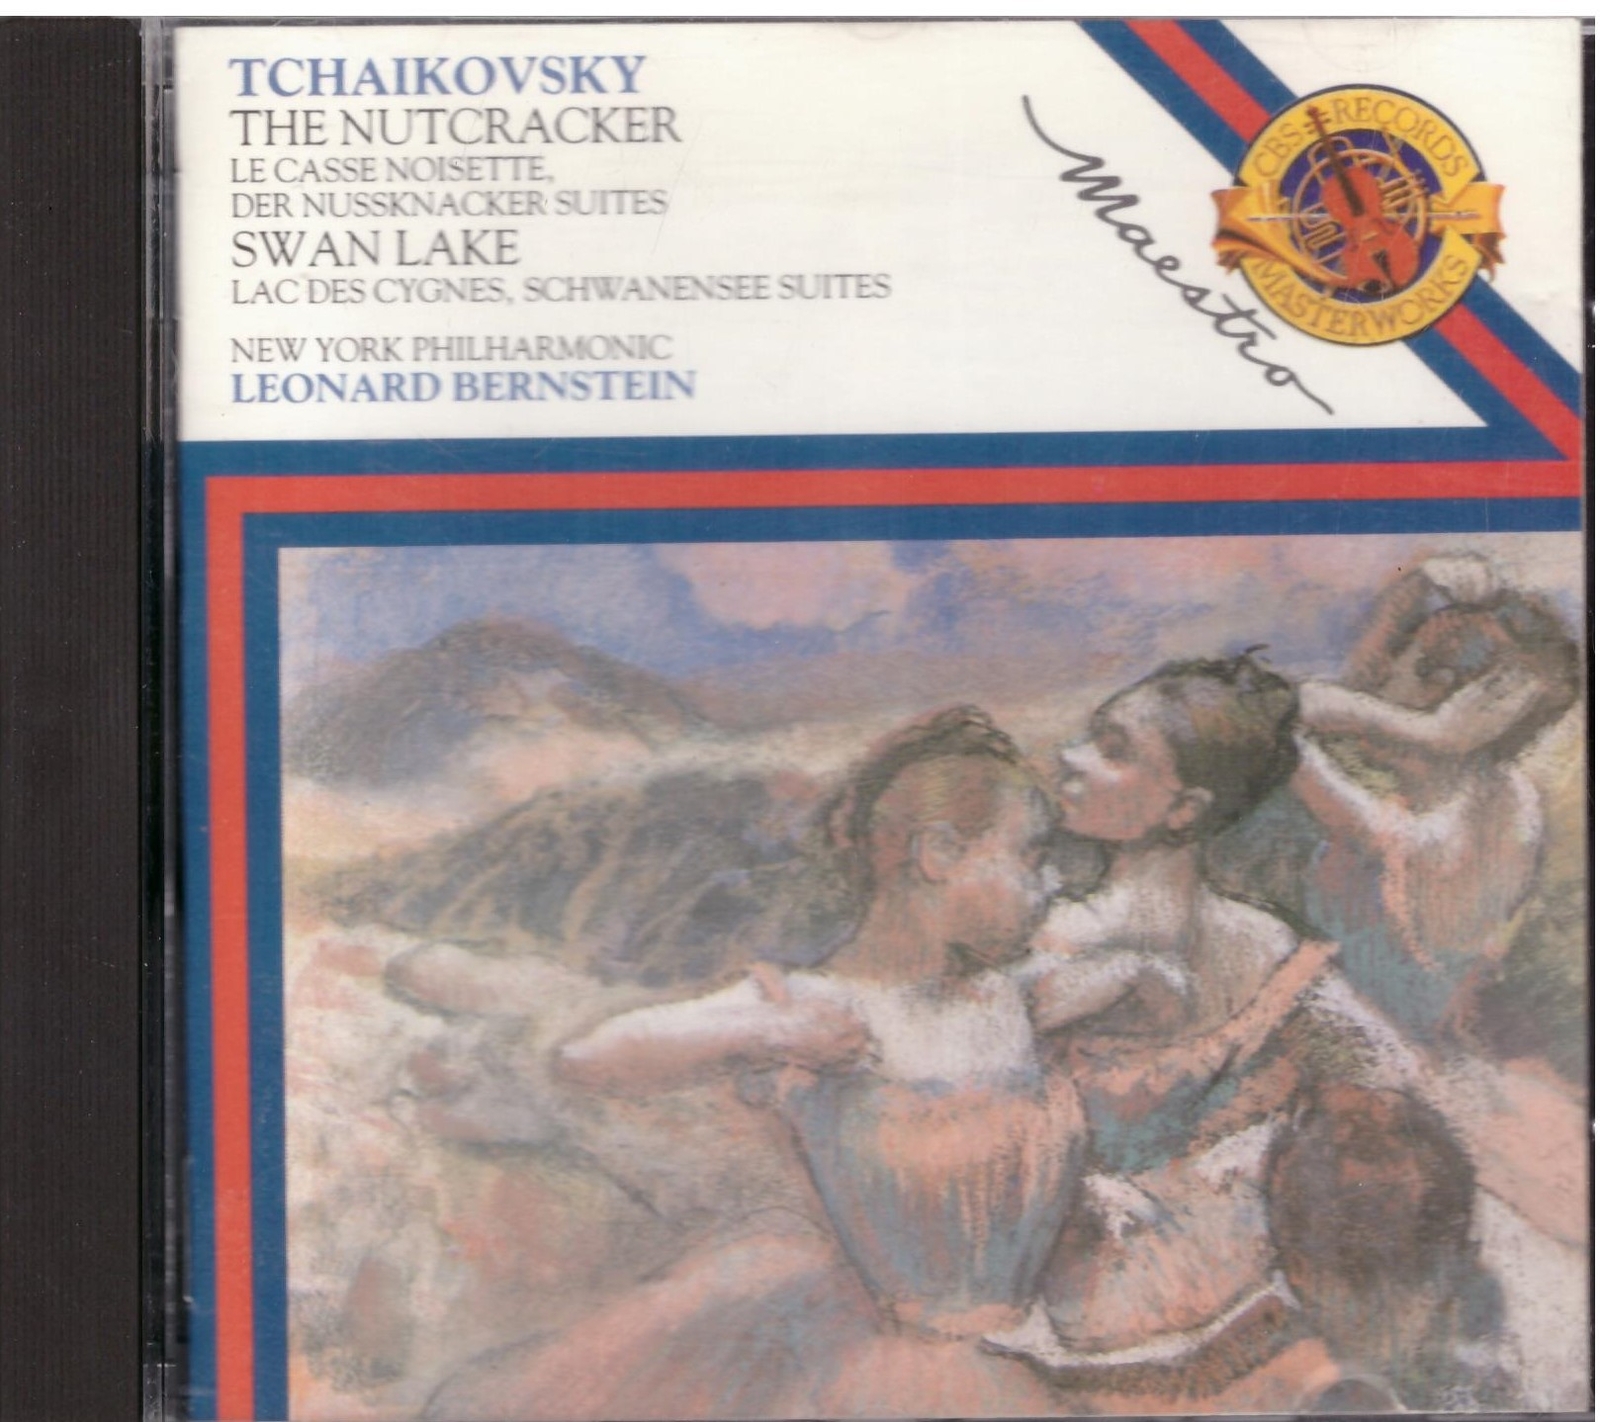 TCHAIKOVSKY
THE NUTCRACKER
LE CASSE NOISETTE,
DER NUSSKNACKER SUITES
SWAN LAKE
LAC DES CYGNES, SCHWANENSEE SUITES
NEW YORK PHILHARMONIC
LEONARD BERNSTEIN
Maestro
CBS RECORDS
MASTERWORKS